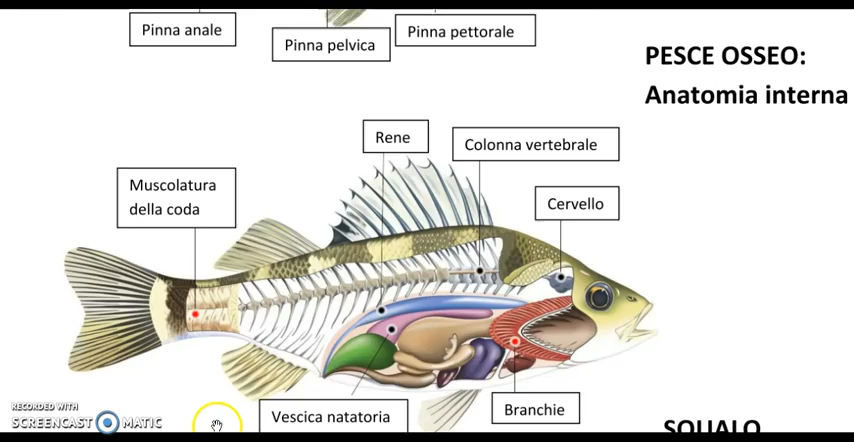 Pinna anale
Pinna pelvica
Pinna pettorale
PESCE OSSEO:
Anatomia interna
Rene
Colonna vertebrale
Muscolatura
della coda
Cervello
Vescica natatoria
Branchie
SQUALO
RECORDED WITH
SCREENCAST MATIC